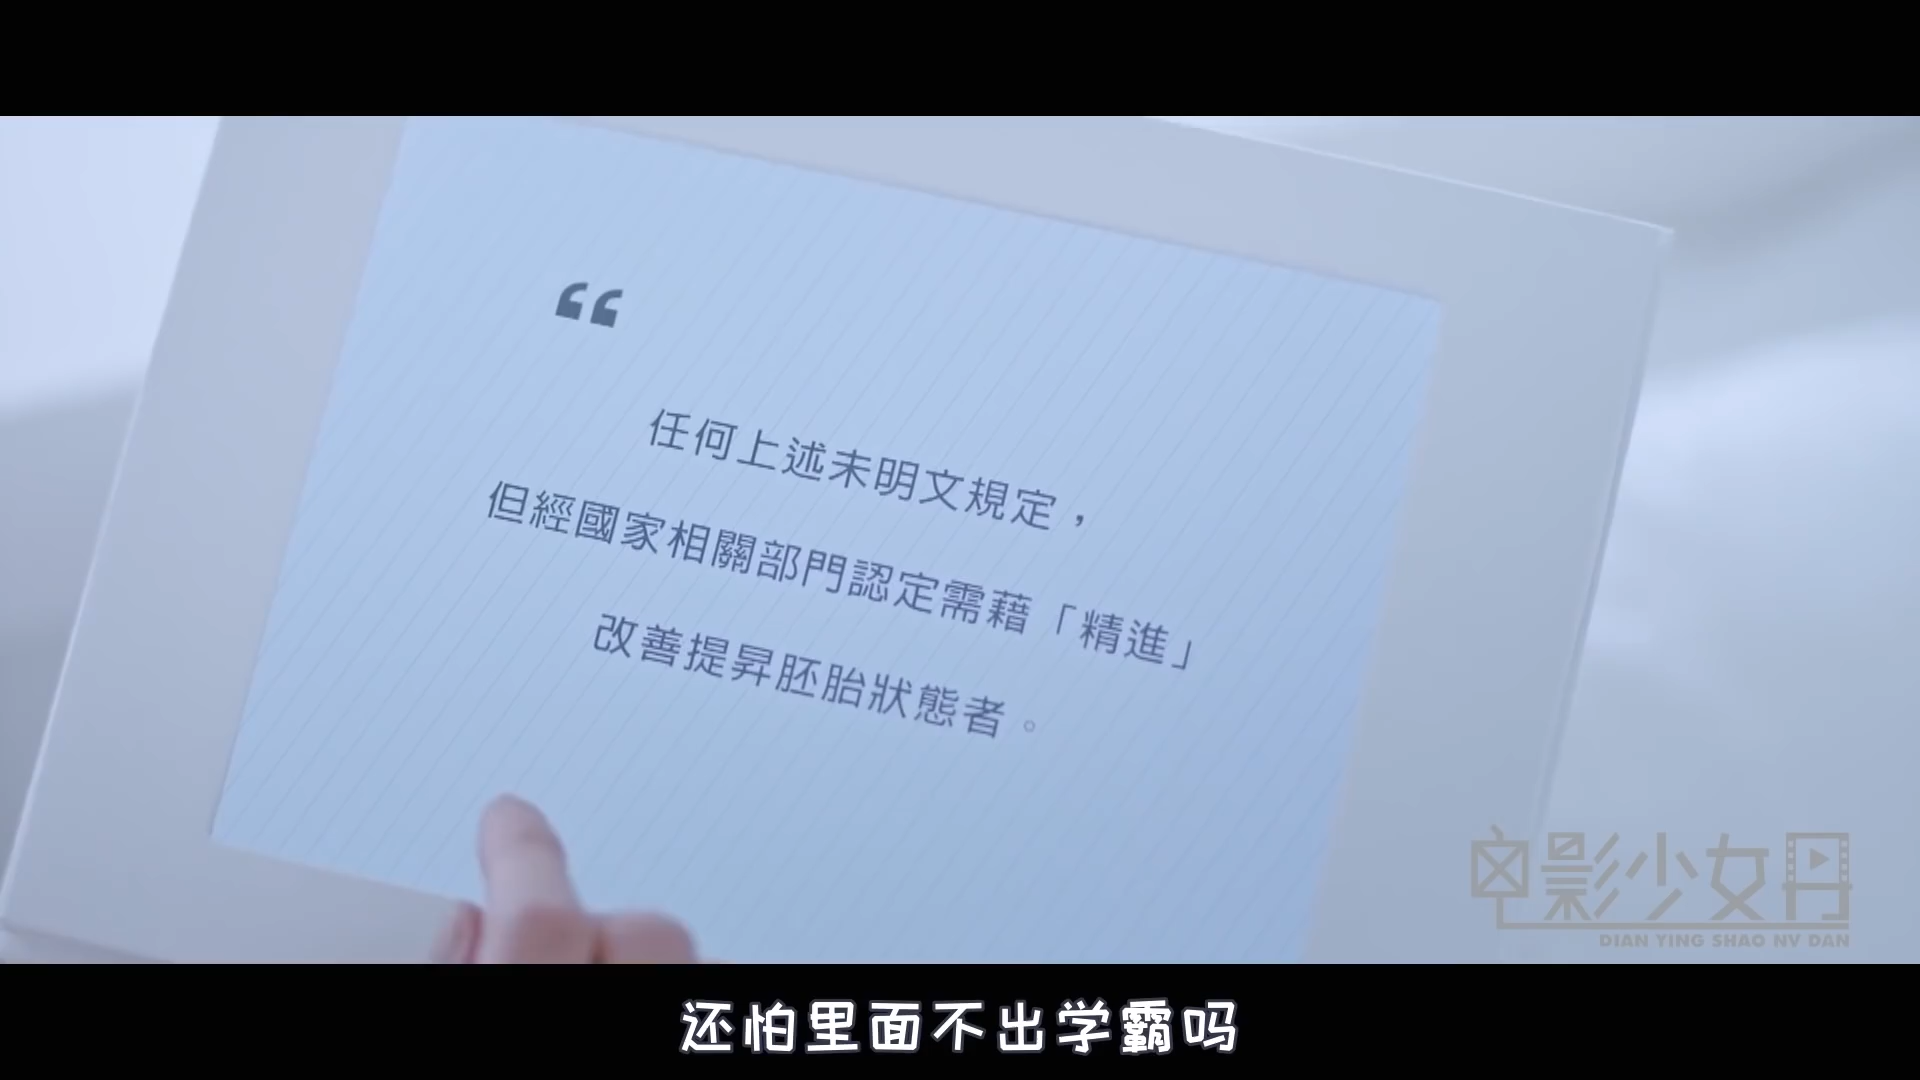 “
任何上述未明文規定，
但經國家相關部門認定需藉「精進」
改善提昇胚胎狀態者。
电影少女丹
DIAN YING SHAO NV DAN
还怕里面不出学霸吗